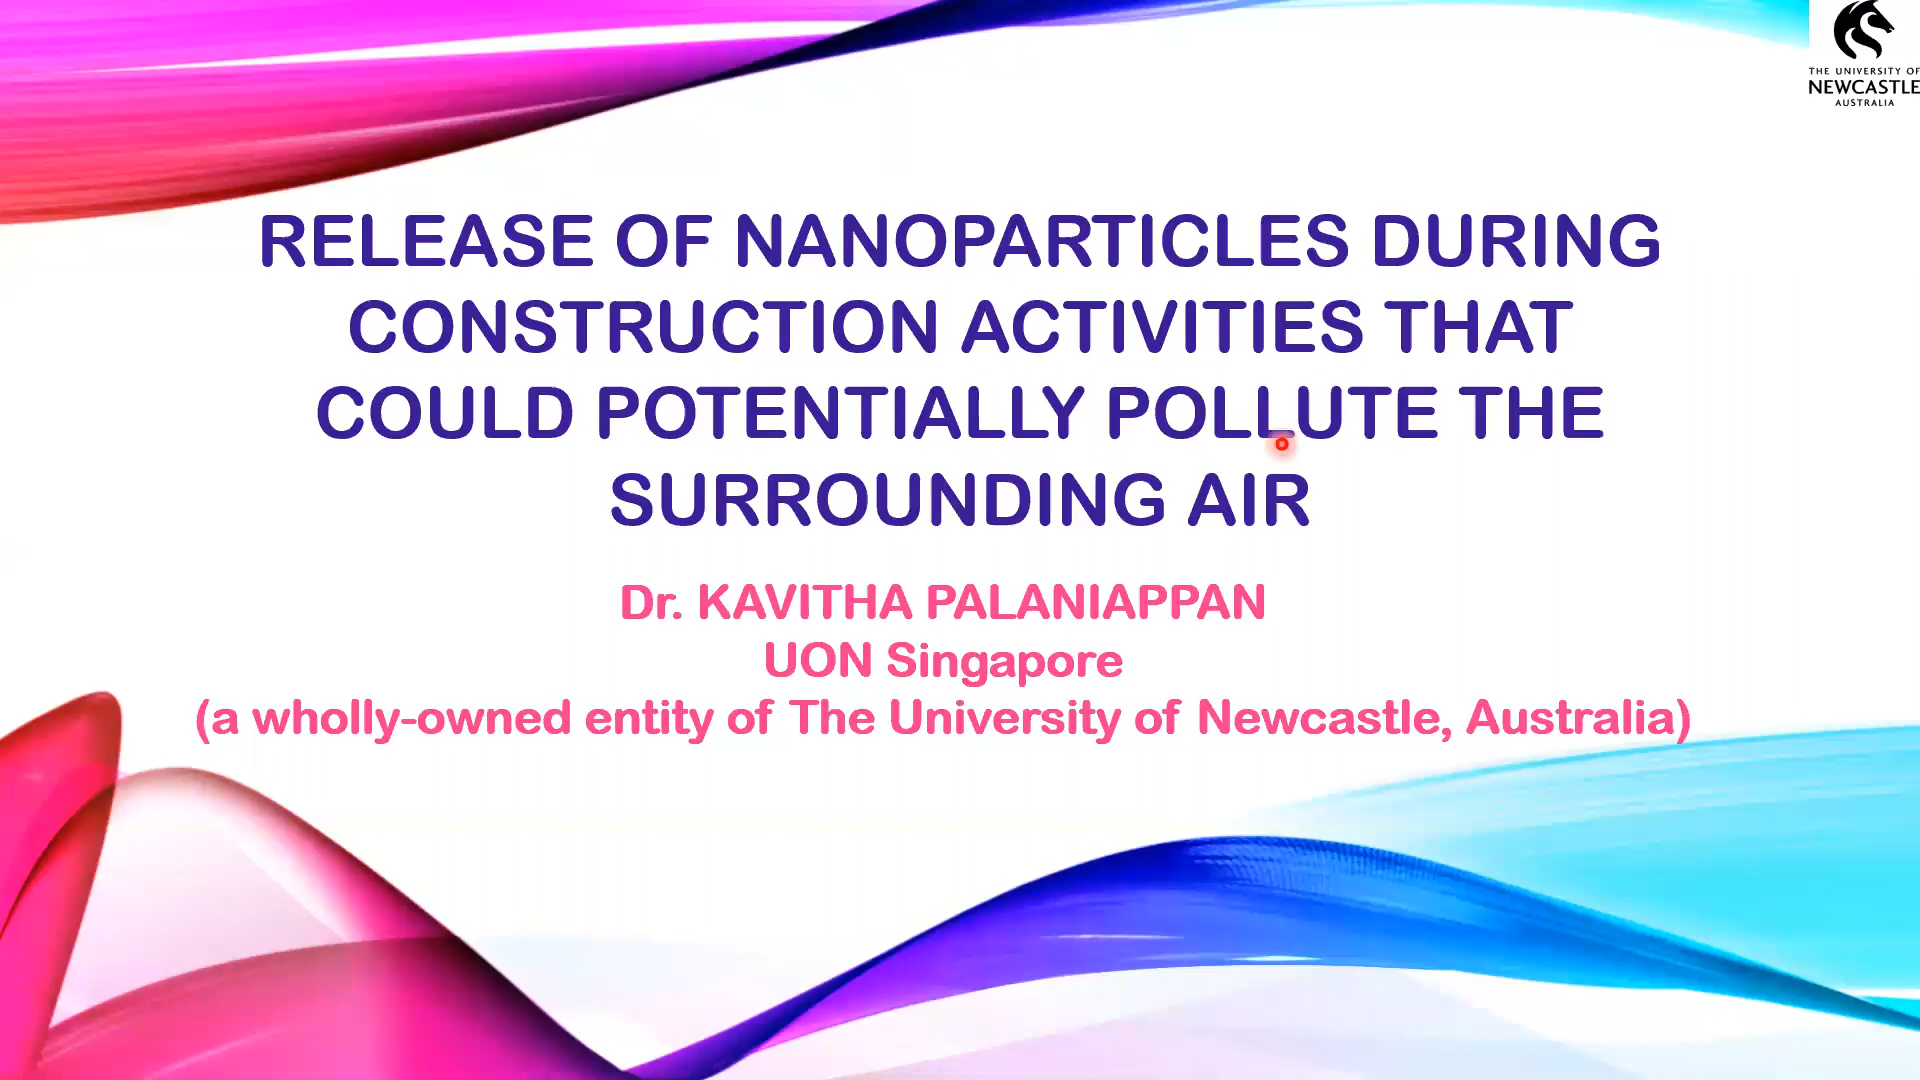 THE UNIVERSITY OF
NEWCASTLE
AUSTRALIA
RELEASE OF NANOPARTICLES DURING
CONSTRUCTION ACTIVITIES THAT
COULD POTENTIALLY POLLUTE THE
SURROUNDING AIR
Dr. KAVITHA PALANIAPPAN
UON Singapore
(a wholly-owned entity of The University of Newcastle, Australia)